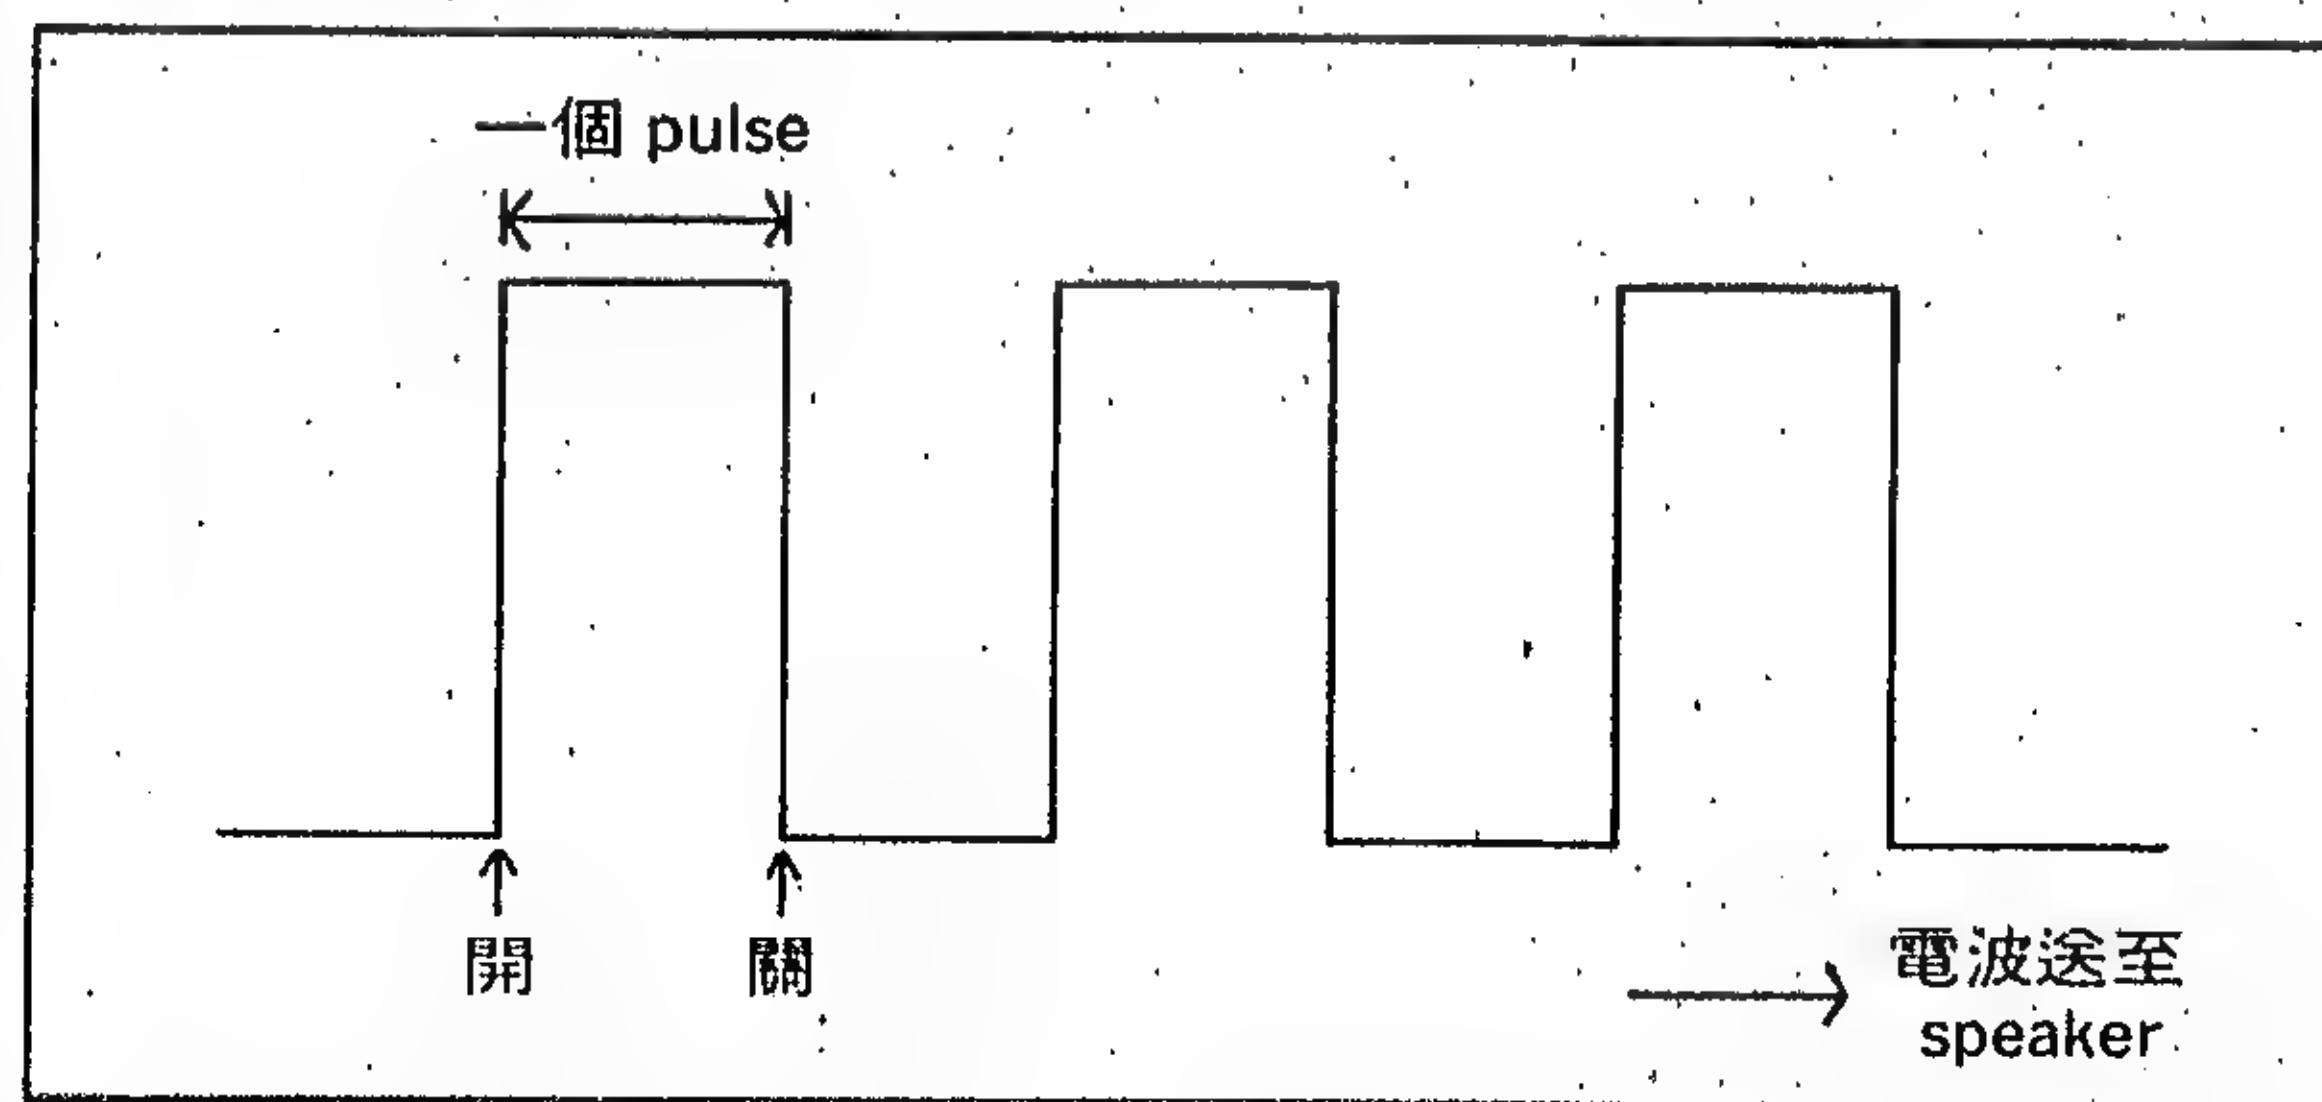 一個 pulse
開
關
電波送至
speaker